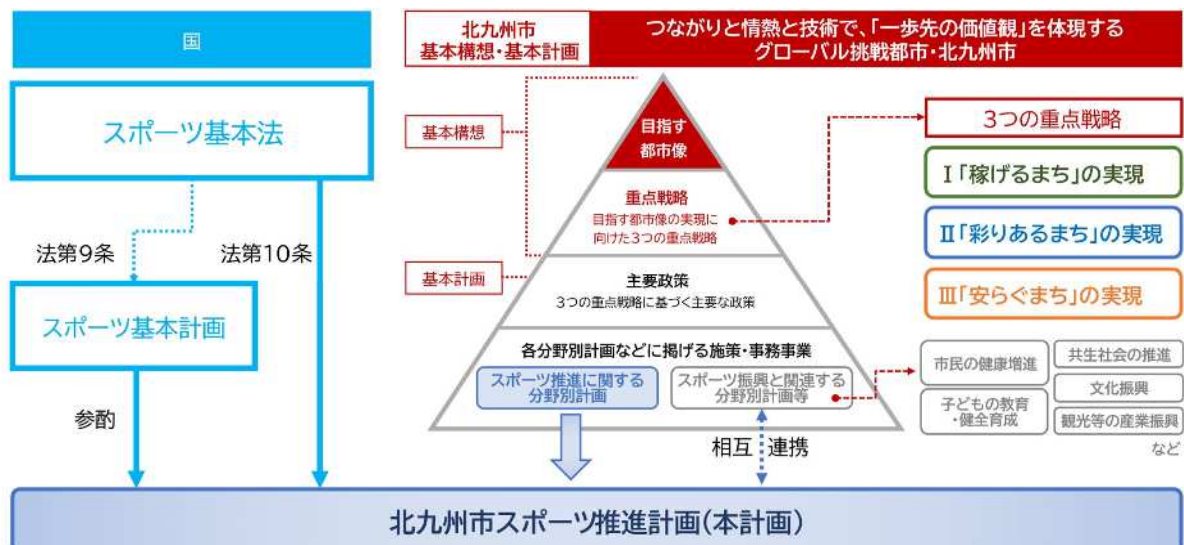 国
スポーツ基本法
法第9条
法第10条
スポーツ基本計画
参酌
北九州市
基本構想・基本計画
つながりと情熱と技術で、「一歩先の価値観」を体現する
グローバル挑戦都市・北九州市
基本構想
基本計画
目指す
都市像
重点戦略
目指す都市像の実現に
向けた3つの重点戦略
主要政策
3つの重点戦略に基づく主要な政策
各分野別計画などに掲げる施策・事務事業
スポーツ推進に関する
分野別計画
スポーツ振興と関連する
分野別計画等
相互
連携
3つの重点戦略
Ⅰ「稼げるまち」の実現
Ⅱ「彩りあるまち」の実現
Ⅲ「安らぐまち」の実現
市民の健康増進
共生社会の推進
文化振興
子どもの教育
・健全育成
観光等の産業振興
など
北九州市スポーツ推進計画(本計画)